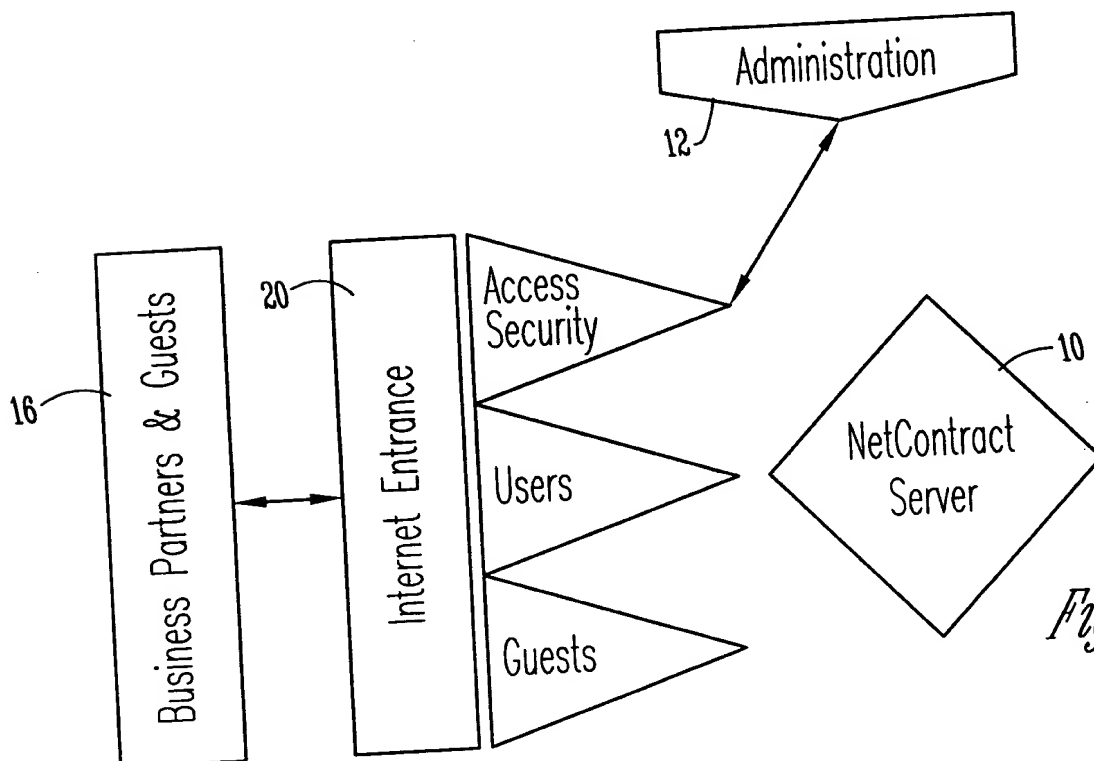 Administration
12
Access
Security
20
10
16
Business Partners & Guests
Internet Entrance
NetContract
Server
Users
Guests